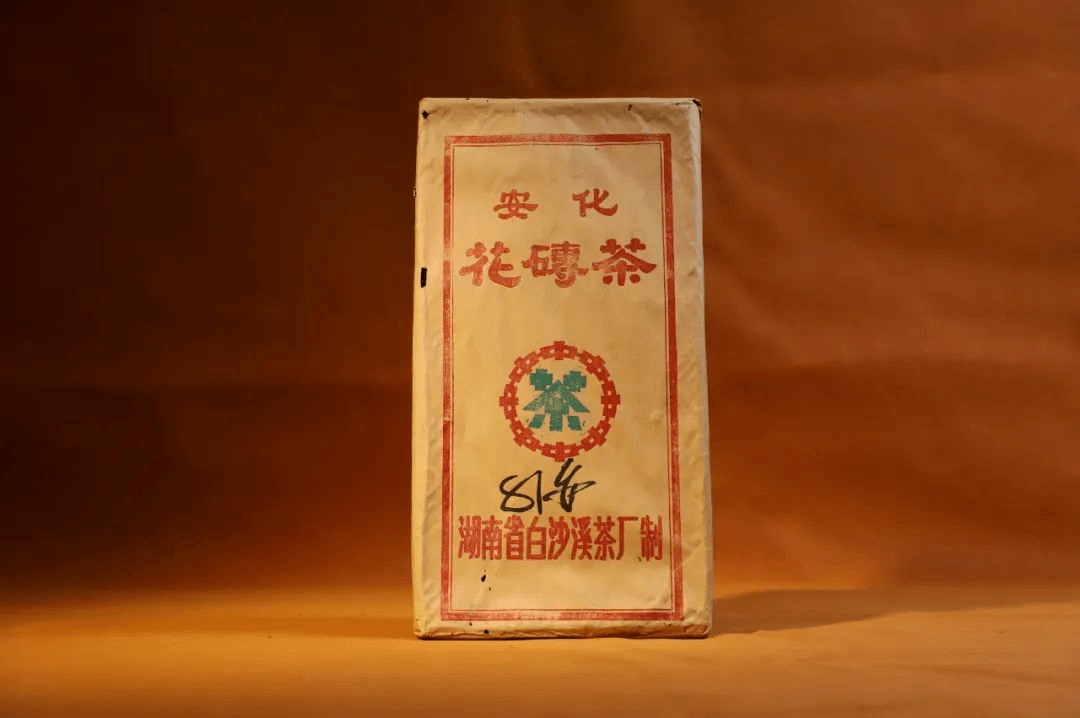 安化
花磚茶
茶
81年
湖南省白沙溪茶厂制